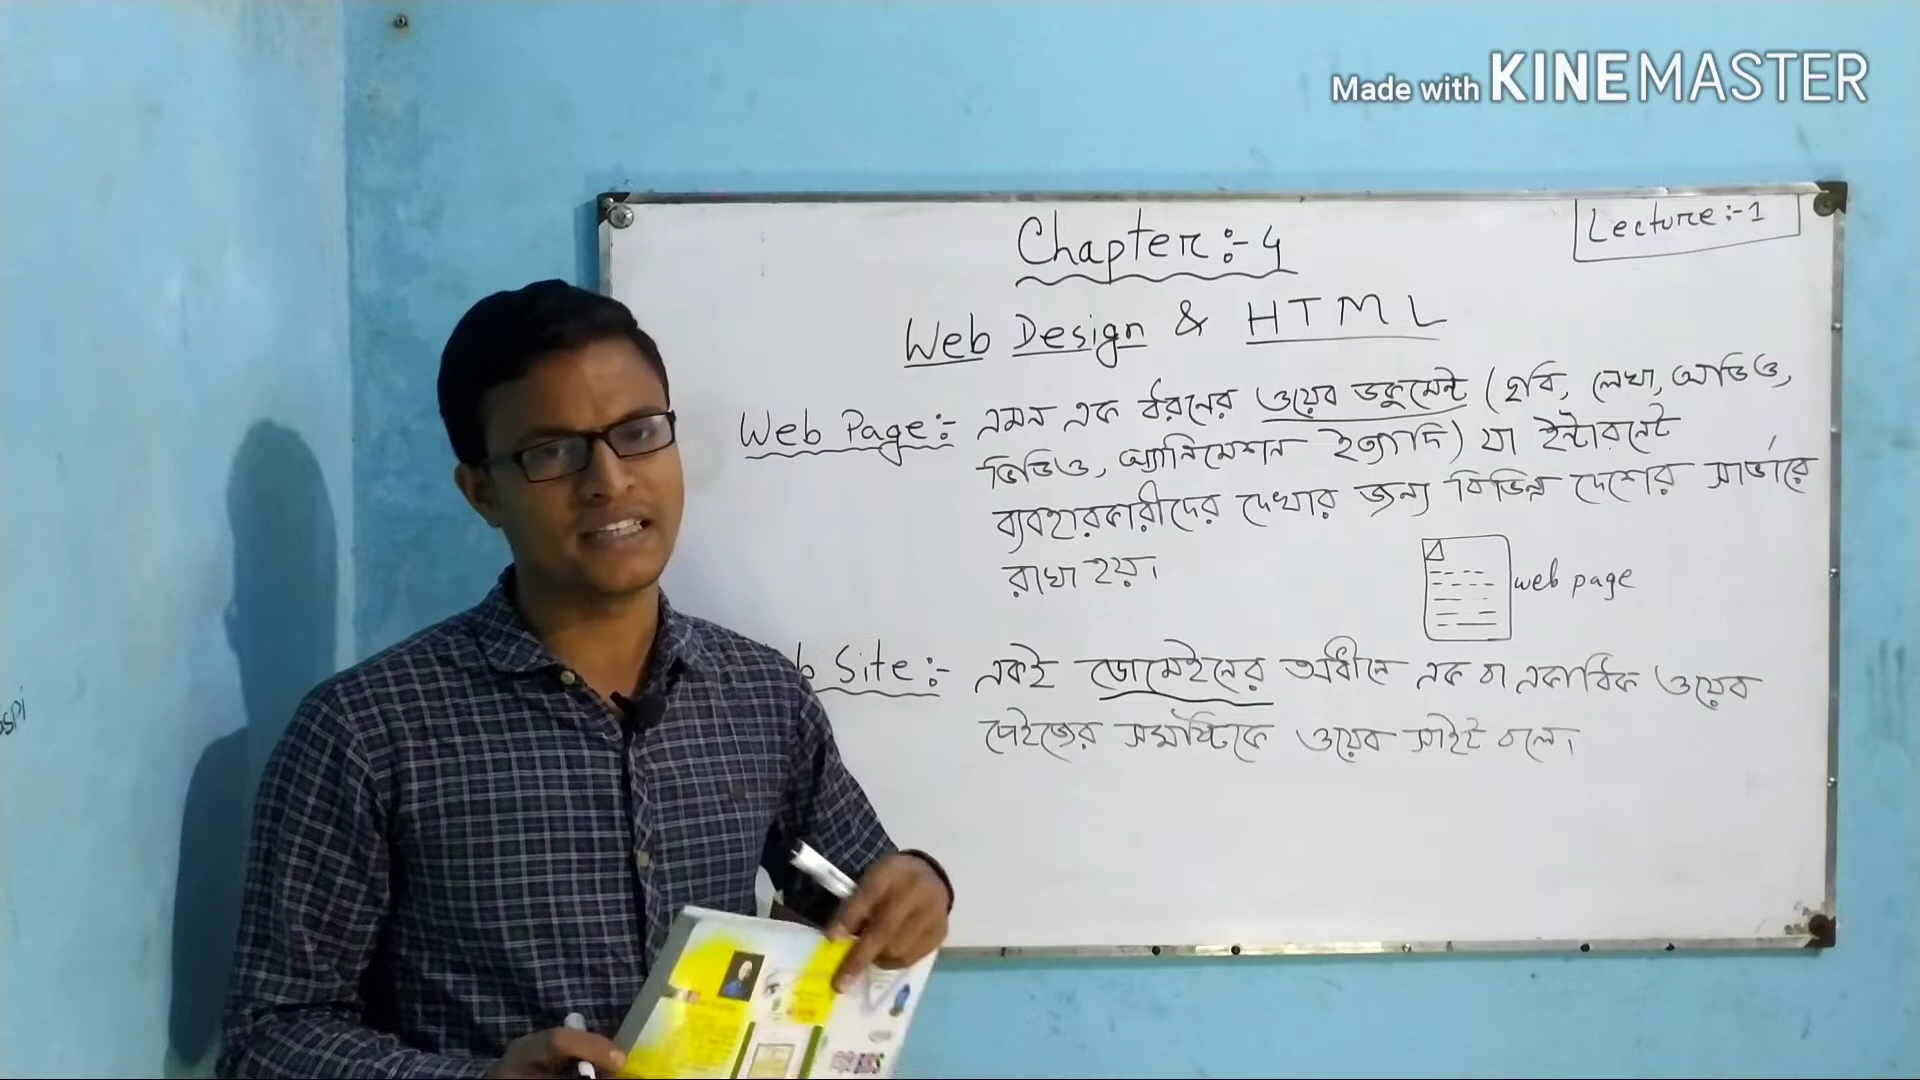 Made with KINEMASTER
Lecture:-1
Chapter:-4
Web Design & HTML
Web Page:- এমন এক ধরনের ওয়েব ডকুমেন্ট (ছবি, লেখা, অডিও,
ভিডিও, অ্যানিমেশন ইত্যাদি) যা ইন্টারনেট
ব্যবহারকারীদের দেখার জন্য বিভিন্ন দেশের সার্ভারে
রাখা হয়।
web page
b Site:- একই ডোমেইনের অধীনে এক বা একাধিক ওয়েব
পেইজের সমষ্টিকে ওয়েব সাইট বলে।